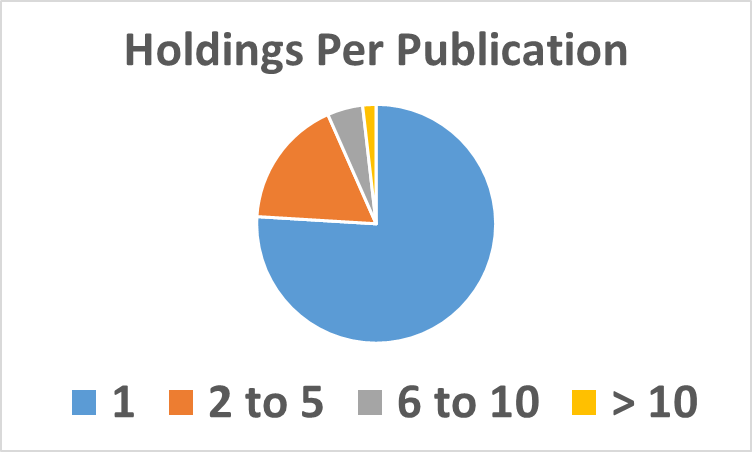 Holdings Per Publication
1 2 to 5 6 to 10 > 10